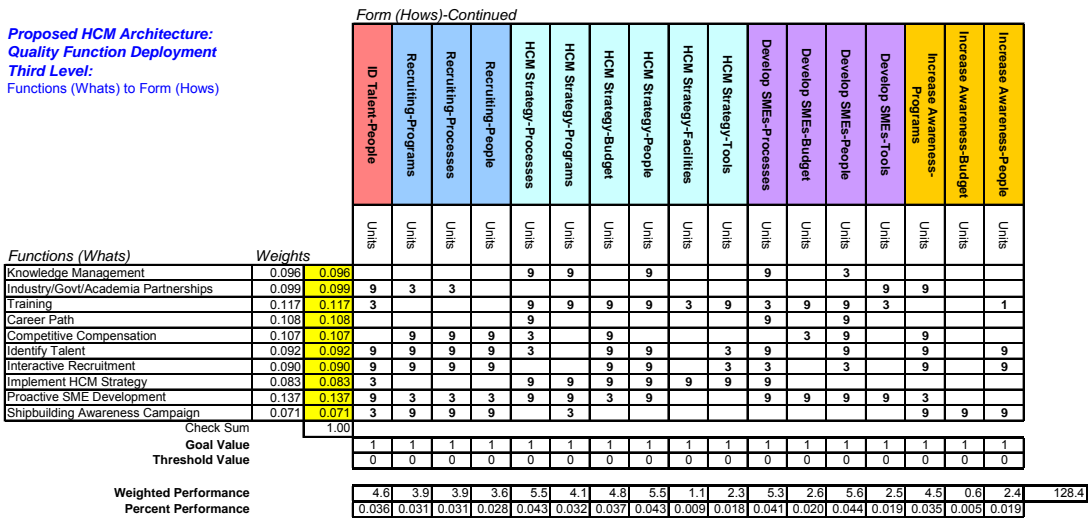 Form (Hows)-Continued
Proposed HCM Architecture:
Quality Function Deployment
Third Level:
Functions (Whats) to Form (Hows)
ID Talent-People
Recruiting-Programs
Recruiting-Processes
Recruiting-People
HCM Strategy-Processes
HCM Strategy-Programs
HCM Strategy-Budget
HCM Strategy-People
HCM Strategy-Facilities
HCM Strategy-Tools
Develop SMEs-Processes
Develop SMEs-Budget
Develop SMEs-People
Develop SMEs-Tools
Increase Awareness-
Programs
Increase Awareness-Budget
Increase Awareness-People
Units Units Units Units Units Units Units Units Units Units Units Units Units Units Units Units Units
Functions (Whats) Weights
Knowledge Management 0.096 0.096 9 9 9 9 3
Industry/Govt/Academia Partnerships 0.099 0.099 9 3 3 9 9
Training 0.117 0.117 3 9 9 9 9 3 9 3 9 9 3 1
Career Path 0.108 0.108 9 9 9
Competitive Compensation 0.107 0.107 9 9 9 3 9 3 9 9
Identify Talent 0.092 0.092 9 9 9 9 3 9 9 3 9 9 9 9
Interactive Recruitment 0.090 0.090 9 9 9 9 9 9 3 3 3 9 9
Implement HCM Strategy 0.083 0.083 3 9 9 9 9 9 9 9
Proactive SME Development 0.137 0.137 9 3 3 3 9 9 3 9 9 9 9 9 3
Shipbuilding Awareness Campaign 0.071 0.071 3 9 9 9 3 9 9 9
Check Sum 1.00
Goal Value 1 1 1 1 1 1 1 1 1 1 1 1 1 1 1 1 1
Threshold Value 0 0 0 0 0 0 0 0 0 0 0 0 0 0 0 0 0
Weighted Performance 4.6 3.9 3.9 3.6 5.5 4.1 4.8 5.5 1.1 2.3 5.3 2.6 5.6 2.5 4.5 0.6 2.4 128.4
Percent Performance 0.036 0.031 0.031 0.028 0.043 0.032 0.037 0.043 0.009 0.018 0.041 0.020 0.044 0.019 0.035 0.005 0.019